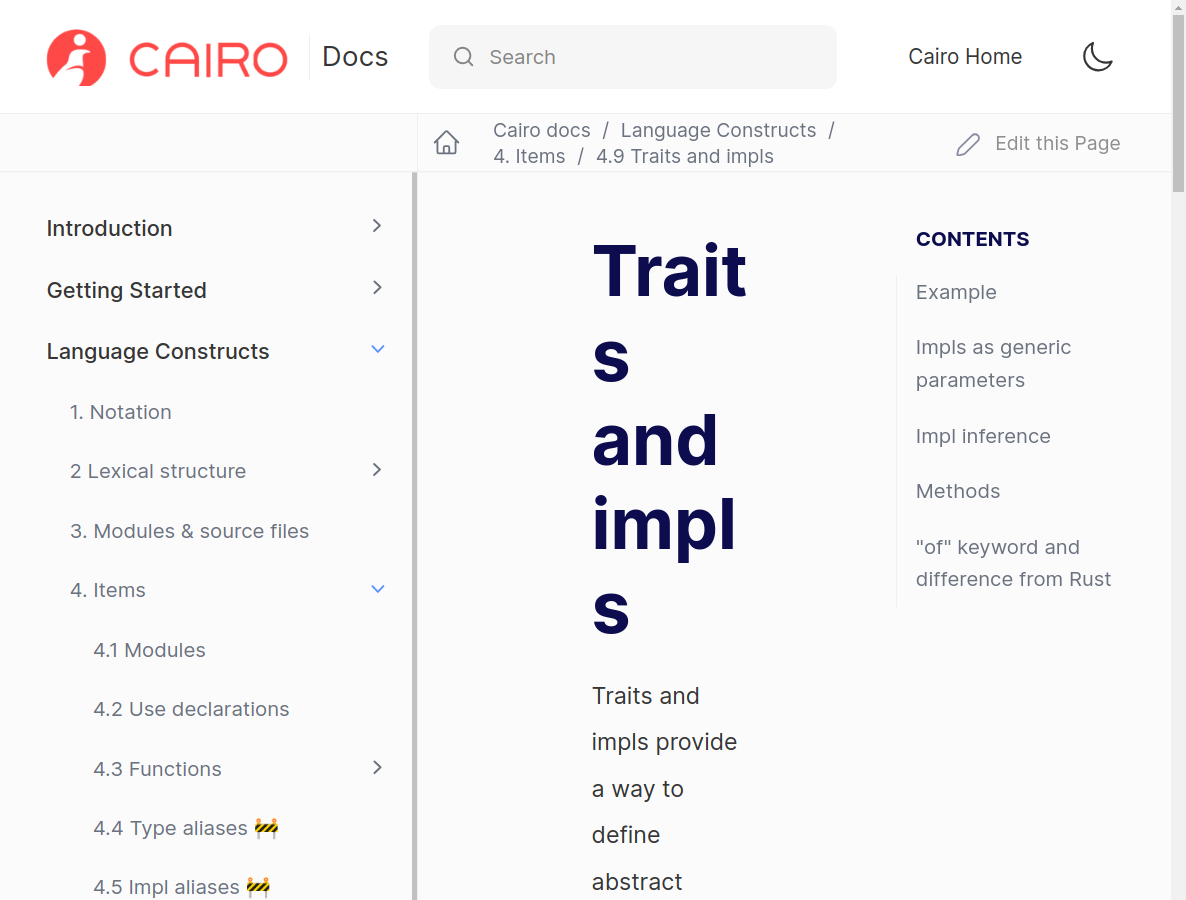 CAIRO Docs
Search
Cairo Home
Cairo docs / Language Constructs /
4. Items / 4.9 Traits and impls
Edit this Page
Introduction
Getting Started
Language Constructs
1. Notation
2 Lexical structure
3. Modules & source files
4. Items
4.1 Modules
4.2 Use declarations
4.3 Functions
4.4 Type aliases 🚧
4.5 Impl aliases 🚧
Trait
s
and
impl
s
Traits and
impls provide
a way to
define
abstract
CONTENTS
Example
Impls as generic
parameters
Impl inference
Methods
"of" keyword and
difference from Rust